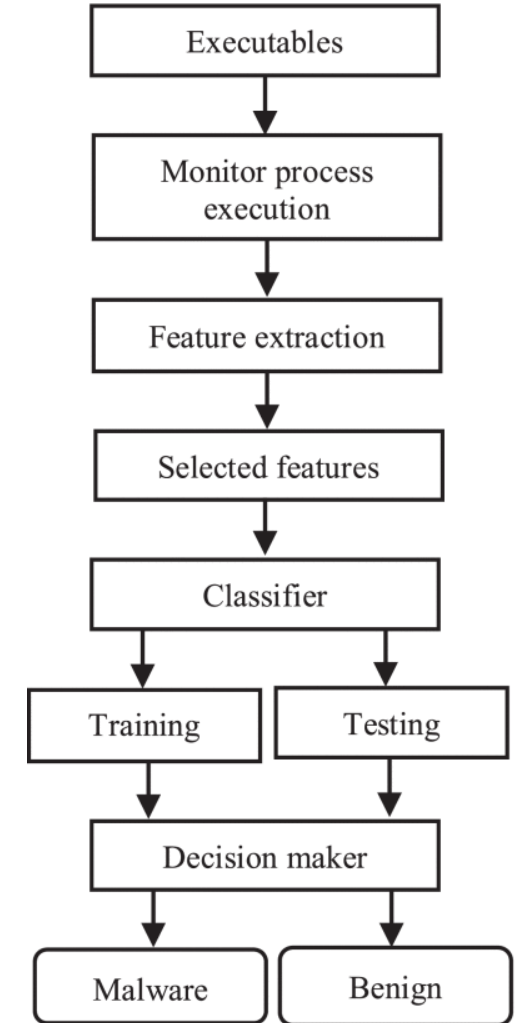 Executables
Monitor process
execution
Feature extraction
Selected features
Classifier
Training
Testing
Decision maker
Malware
Benign